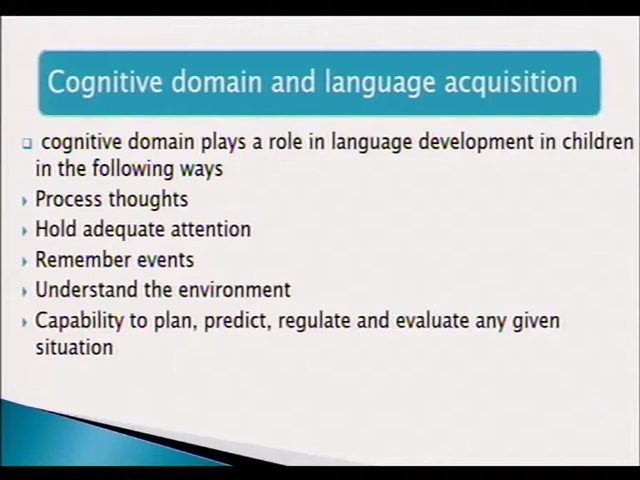 Cognitive domain and language acquisition
cognitive domain plays a role in language development in children
in the following ways
Process thoughts
Hold adequate attention
Remember events
Understand the environment
Capability to plan, predict, regulate and evaluate any given
situation